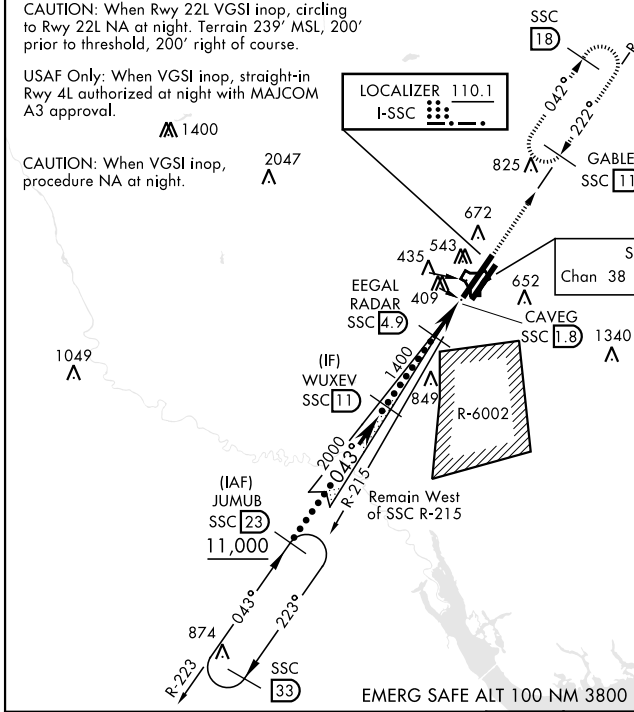 CAUTION: When Rwy 22L VGSI inop, circling
to Rwy 22L NA at night. Terrain 239' MSL, 200'
prior to threshold, 200' right of course.
USAF Only: When VGSI inop, straight-in
Rwy 4L authorized at night with MAJCOM
A3 approval.
1400
CAUTION: When VGSI inop,
procedure NA at night.
2047
LOCALIZER 110.1
I-SSC
SSC
18
042°
222°
R
825
GABLE
SSC 11
672
543
435
409
S
Chan 38
652
EEGAL
RADAR
SSC 4.9
CAVEG
SSC 1.8
1340
1049
(IF)
WUXEV
SSC 11
1400
849
R-6002
2000
043°
R-215
Remain West
of SSC R-215
(IAF)
JUMUB
SSC 23
11,000
043°
223°
874
R-223
SSC
33
EMERG SAFE ALT 100 NM 3800